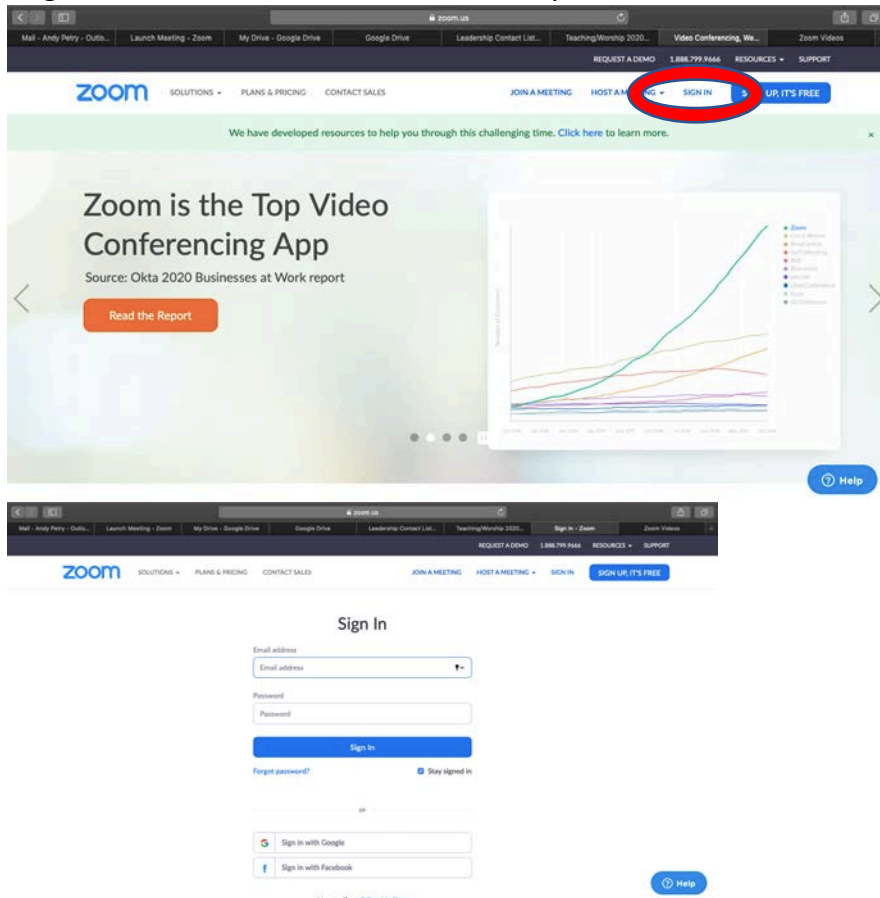 zoom.us
Mail - Andy Petry - Outlo... Launch Meeting - Zoom My Drive - Google Drive Google Drive Leadership Contact List... Teaching/Worship 2020... Video Conferencing, We... Zoom Videos
REQUEST A DEMO 1.888.799.9666 RESOURCES SUPPORT
zoom SOLUTIONS PLANS & PRICING CONTACT SALES JOIN A MEETING HOST A M NG SIGN IN S UP, IT'S FREE
We have developed resources to help you through this challenging time. Click here to learn more.
Zoom is the Top Video
Conferencing App
Source: Okta 2020 Businesses at Work report
Read the Report
Number of Customers
Zoom
Help
zoom.us
Mail - Andy Petry - Outlo... Launch Meeting - Zoom My Drive - Google Drive Google Drive Leadership Contact List... Teaching/Worship 2020... Sign In - Zoom Zoom Videos
REQUEST A DEMO 1.888.799.9666 RESOURCES SUPPORT
zoom SOLUTIONS PLANS & PRICING CONTACT SALES JOIN A MEETING HOST A MEETING SIGN IN SIGN UP, IT'S FREE
Sign In
Email address
Email address
Password
Password
Sign In
Forgot password? Stay signed in
or
Sign in with Google
Sign in with Facebook
Help